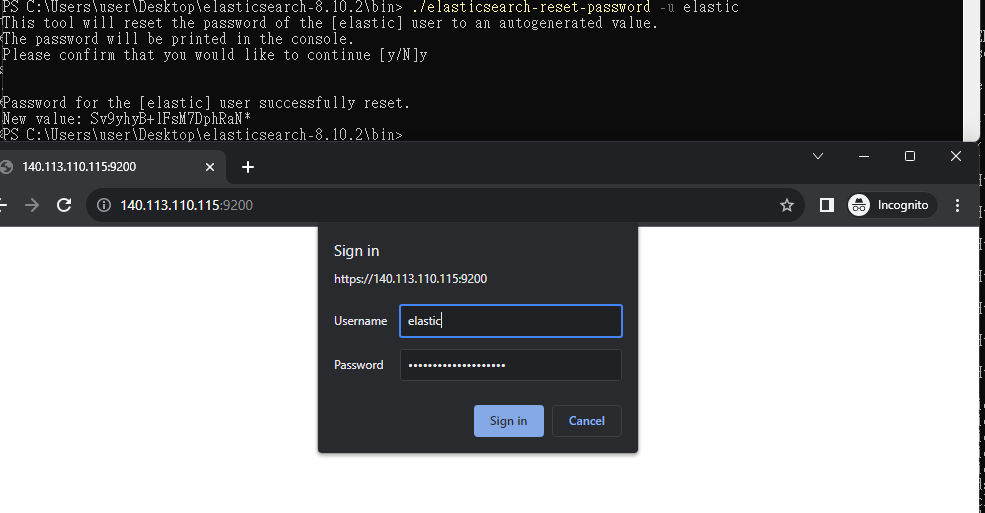 PS C:\Users\user\Desktop\elasticsearch-8.10.2\bin> ./elasticsearch-reset-password -u elastic
This tool will reset the password of the [elastic] user to an autogenerated value.
The password will be printed in the console.
Please confirm that you would like to continue [y/N]y
Password for the [elastic] user successfully reset.
New value: Sv9yhyB+lFsM7DphRaN*
PS C:\Users\user\Desktop\elasticsearch-8.10.2\bin>
140.113.110.115:9200
140.113.110.115:9200
Incognito
Sign in
https://140.113.110.115:9200
Username elastic
Password ••••••••••••••••••••
Sign in Cancel